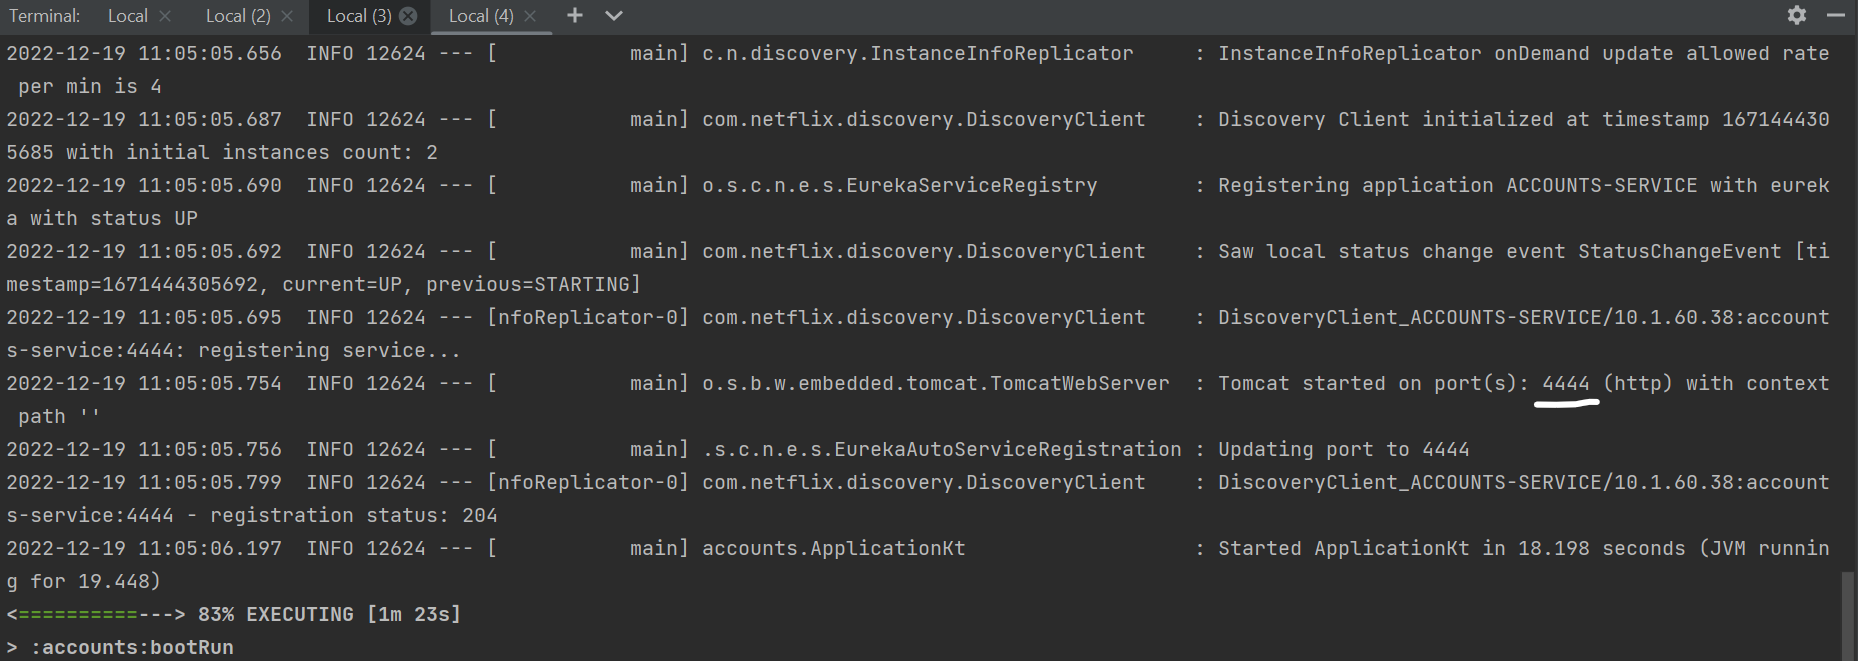 Terminal: Local Local (2) Local (3) Local (4)
2022-12-19 11:05:05.656  INFO 12624 --- [           main] c.n.discovery.InstanceInfoReplicator     : InstanceInfoReplicator onDemand update allowed rate
 per min is 4
2022-12-19 11:05:05.687  INFO 12624 --- [           main] com.netflix.discovery.DiscoveryClient    : Discovery Client initialized at timestamp 167144430
5685 with initial instances count: 2
2022-12-19 11:05:05.690  INFO 12624 --- [           main] o.s.c.n.e.s.EurekaServiceRegistry        : Registering application ACCOUNTS-SERVICE with eurek
a with status UP
2022-12-19 11:05:05.692  INFO 12624 --- [           main] com.netflix.discovery.DiscoveryClient    : Saw local status change event StatusChangeEvent [ti
mestamp=1671444305692, current=UP, previous=STARTING]
2022-12-19 11:05:05.695  INFO 12624 --- [nfoReplicator-0] com.netflix.discovery.DiscoveryClient    : DiscoveryClient_ACCOUNTS-SERVICE/10.1.60.38:account
s-service:4444: registering service...
2022-12-19 11:05:05.754  INFO 12624 --- [           main] o.s.b.w.embedded.tomcat.TomcatWebServer  : Tomcat started on port(s): 4444 (http) with context
 path ''
2022-12-19 11:05:05.756  INFO 12624 --- [           main] .s.c.n.e.s.EurekaAutoServiceRegistration : Updating port to 4444
2022-12-19 11:05:05.799  INFO 12624 --- [nfoReplicator-0] com.netflix.discovery.DiscoveryClient    : DiscoveryClient_ACCOUNTS-SERVICE/10.1.60.38:account
s-service:4444 - registration status: 204
2022-12-19 11:05:06.197  INFO 12624 --- [           main] accounts.ApplicationKt                   : Started ApplicationKt in 18.198 seconds (JVM runnin
g for 19.448)
<==========---> 83% EXECUTING [1m 23s]
> :accounts:bootRun